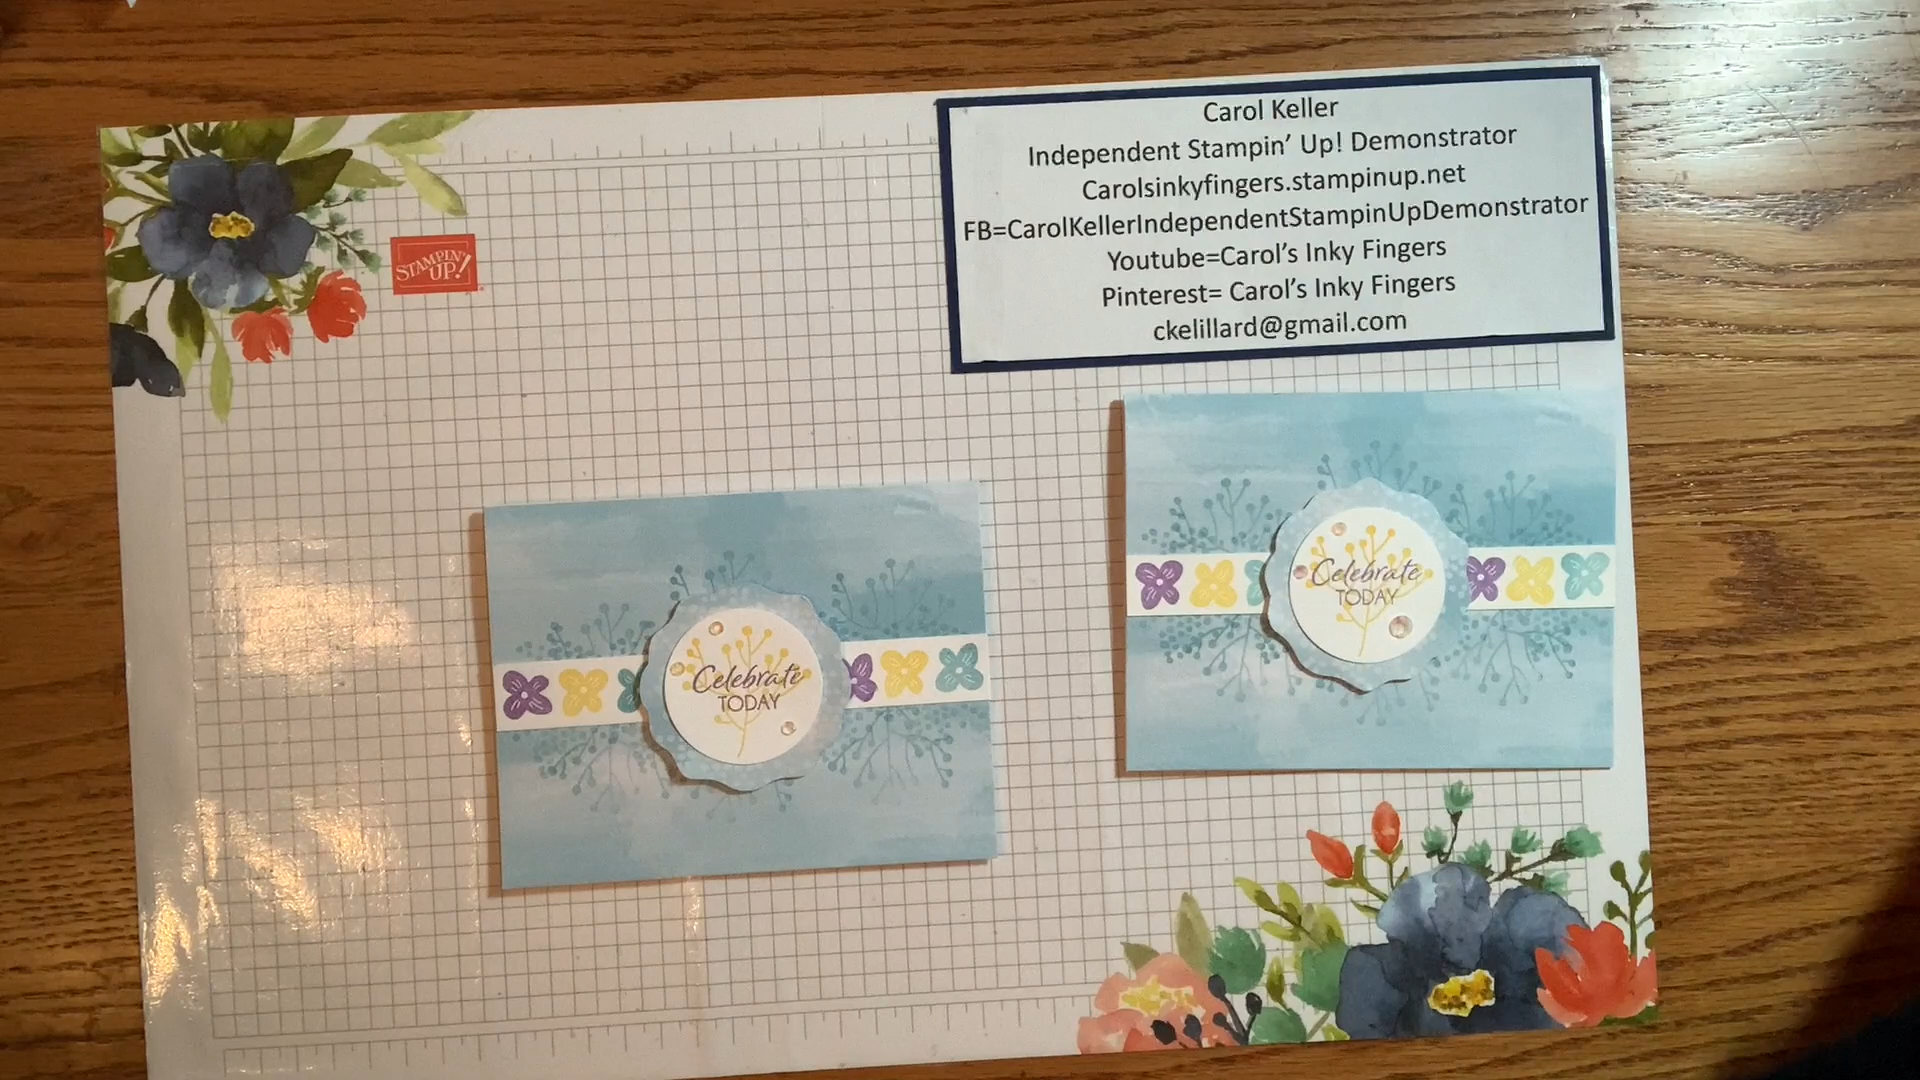 STAMPIN'
UP!
Carol Keller
Independent Stampin' Up! Demonstrator
Carolsinkyfingers.stampinup.net
FB=CarolKellerIndependentStampinUpDemonstrator
Youtube=Carol's Inky Fingers
Pinterest= Carol's Inky Fingers
ckelillard@gmail.com
Celebrate
TODAY
Celebrate
TODAY